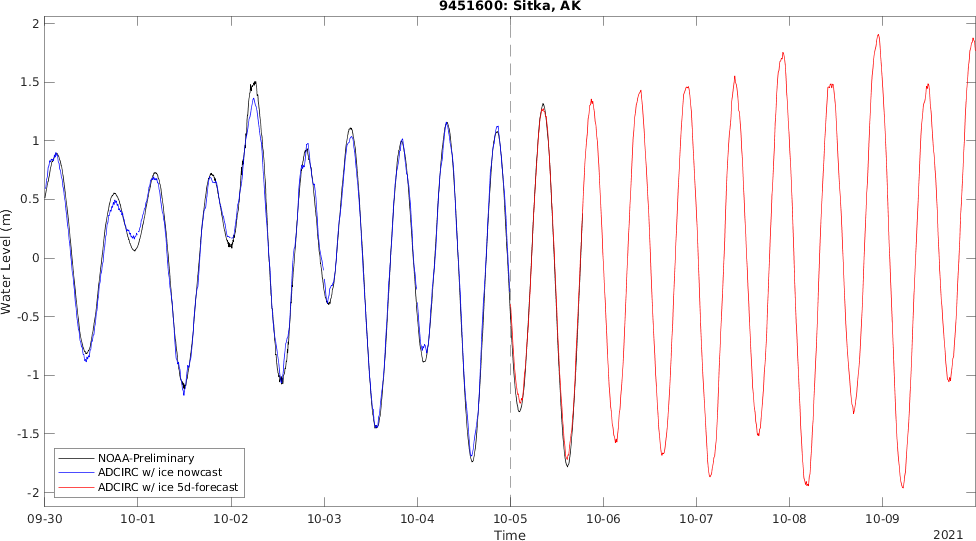 9451600: Sitka, AK
Water Level (m)
2
1.5
1
0.5
0
-0.5
-1
-1.5
-2
NOAA-Preliminary
ADCIRC w/ ice nowcast
ADCIRC w/ ice 5d-forecast
09-30 10-01 10-02 10-03 10-04 10-05 10-06 10-07 10-08 10-09
Time
2021